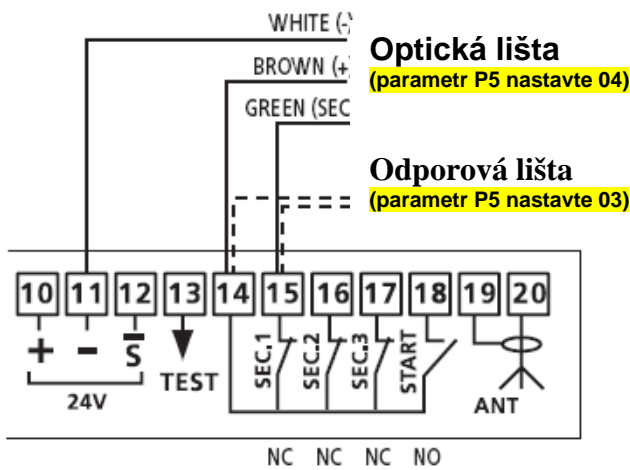 WHITE (-)
Optická lišta
BROWN (+)
(parametr P5 nastavte 04)
GREEN (SEC
Odporová lišta
(parametr P5 nastavte 03)
10 11 12 13 14 15 16 17 18 19 20
+ - S
24V
TEST
SEC.1
SEC.2
SEC.3
START
ANT
NC NC NC NO